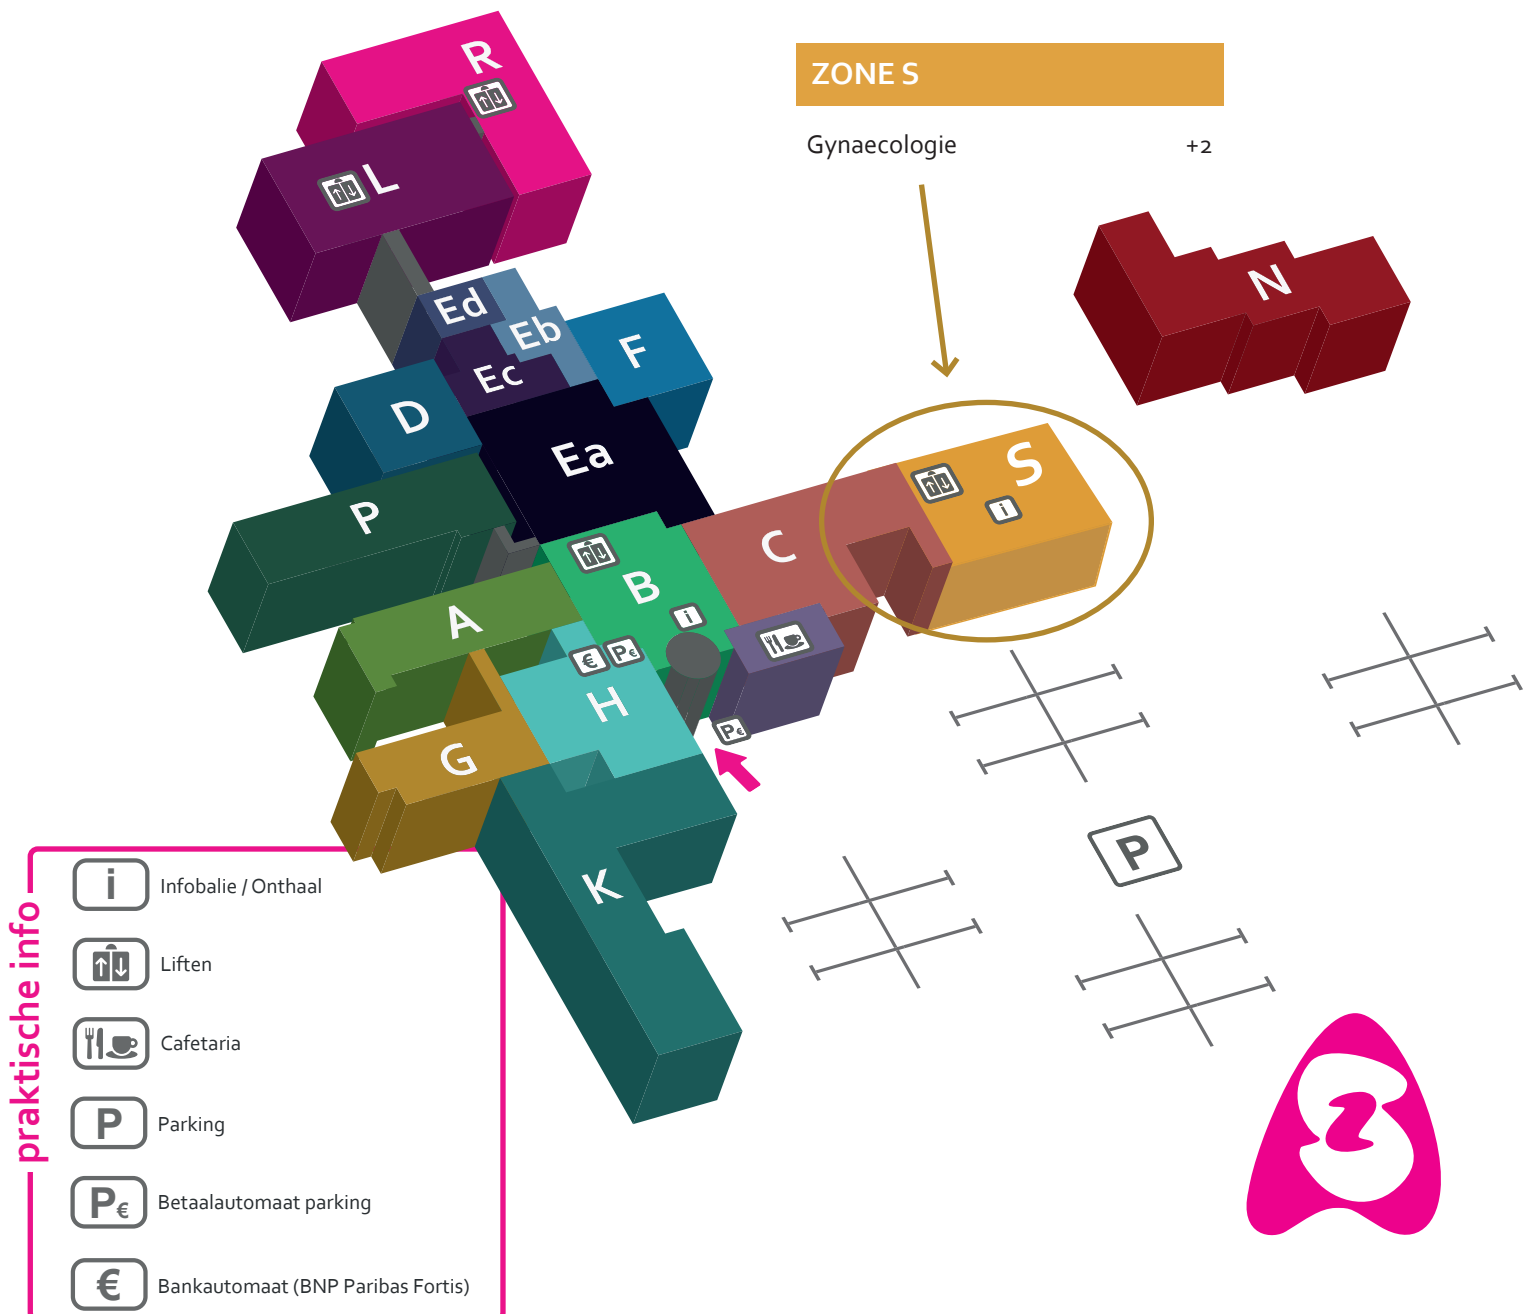 R
ZONE S
Gynaecologie +2
L
N
Ed
Eb
F
Ec
D
Ea
S
P
i
C
B
i
A
€ P€
H
P€
G
P
K
praktische info
i Infobalie / Onthaal
Liften
Cafetaria
P Parking
P€ Betaalautomaat parking
€ Bankautomaat (BNP Paribas Fortis)